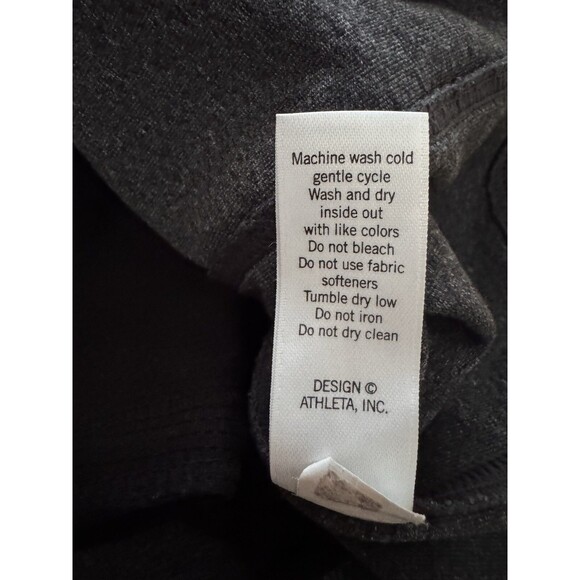 Machine wash cold
gentle cycle
Wash and dry
inside out
with like colors
Do not bleach
Do not use fabric
softeners
Tumble dry low
Do not iron
Do not dry clean
DESIGN ©
ATHLETA, INC.